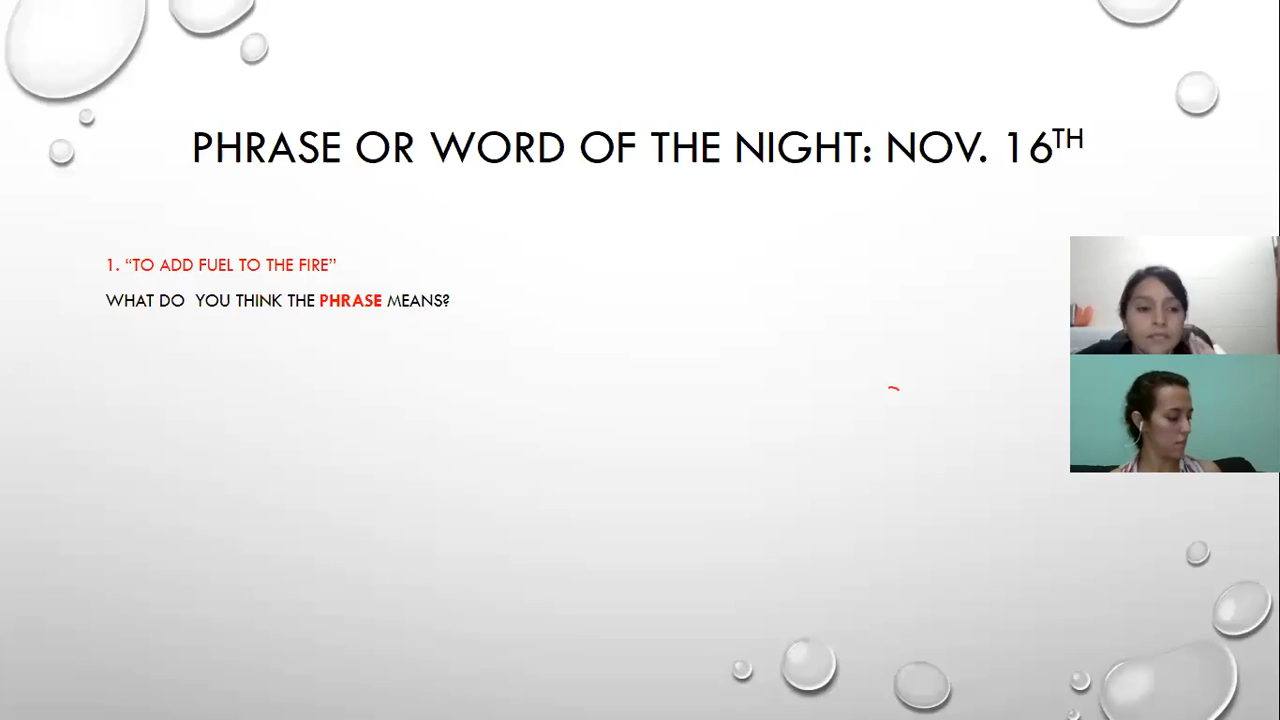 PHRASE OR WORD OF THE NIGHT: NOV. 16TH
1. “TO ADD FUEL TO THE FIRE”
WHAT DO YOU THINK THE PHRASE MEANS?